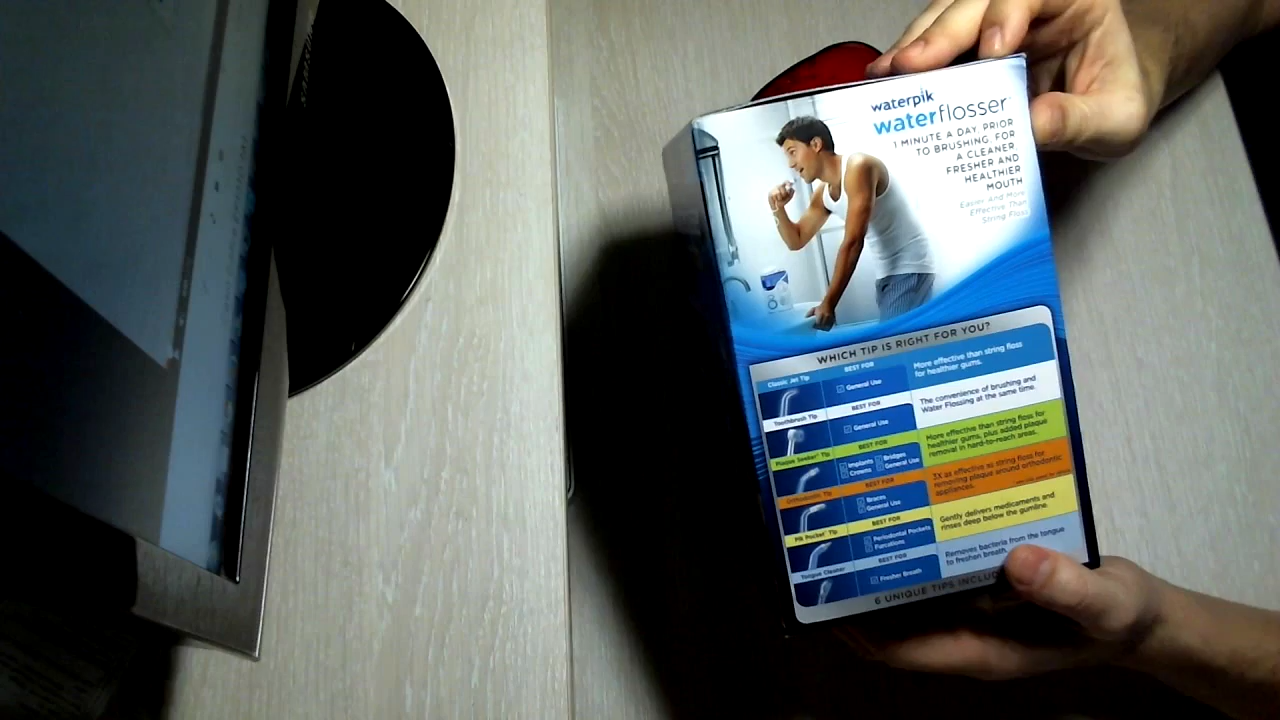 SAMSUNG
waterpik
waterflosser
1 MINUTE A DAY, PRIOR
TO BRUSHING, FOR
A CLEANER,
FRESHER AND
HEALTHIER
MOUTH
Easier And More
Effective Than
String Floss
WHICH TIP IS RIGHT FOR YOU?
Classic Jet Tip
BEST FOR
General Use
More effective than string floss
for healthier gums.
Toothbrush Tip
BEST FOR
General Use
The convenience of brushing and
Water Flossing at the same time.
Plaque Seeker™ Tip
BEST FOR
Implants Bridges
Crowns General Use
More effective than string floss for
healthier gums, plus added plaque
removal in hard-to-reach areas.
Orthodontic Tip
BEST FOR
Braces
General Use
3X as effective as string floss for
removing plaque around orthodontic
appliances.
Pik Pocket™ Tip
BEST FOR
Periodontal Pockets
Furcations
Gently delivers medicaments and
rinses deep below the gumline.
Tongue Cleaner
BEST FOR
Fresher Breath
Removes bacteria from the tongue
to freshen breath.
6 UNIQUE TIPS INCLU